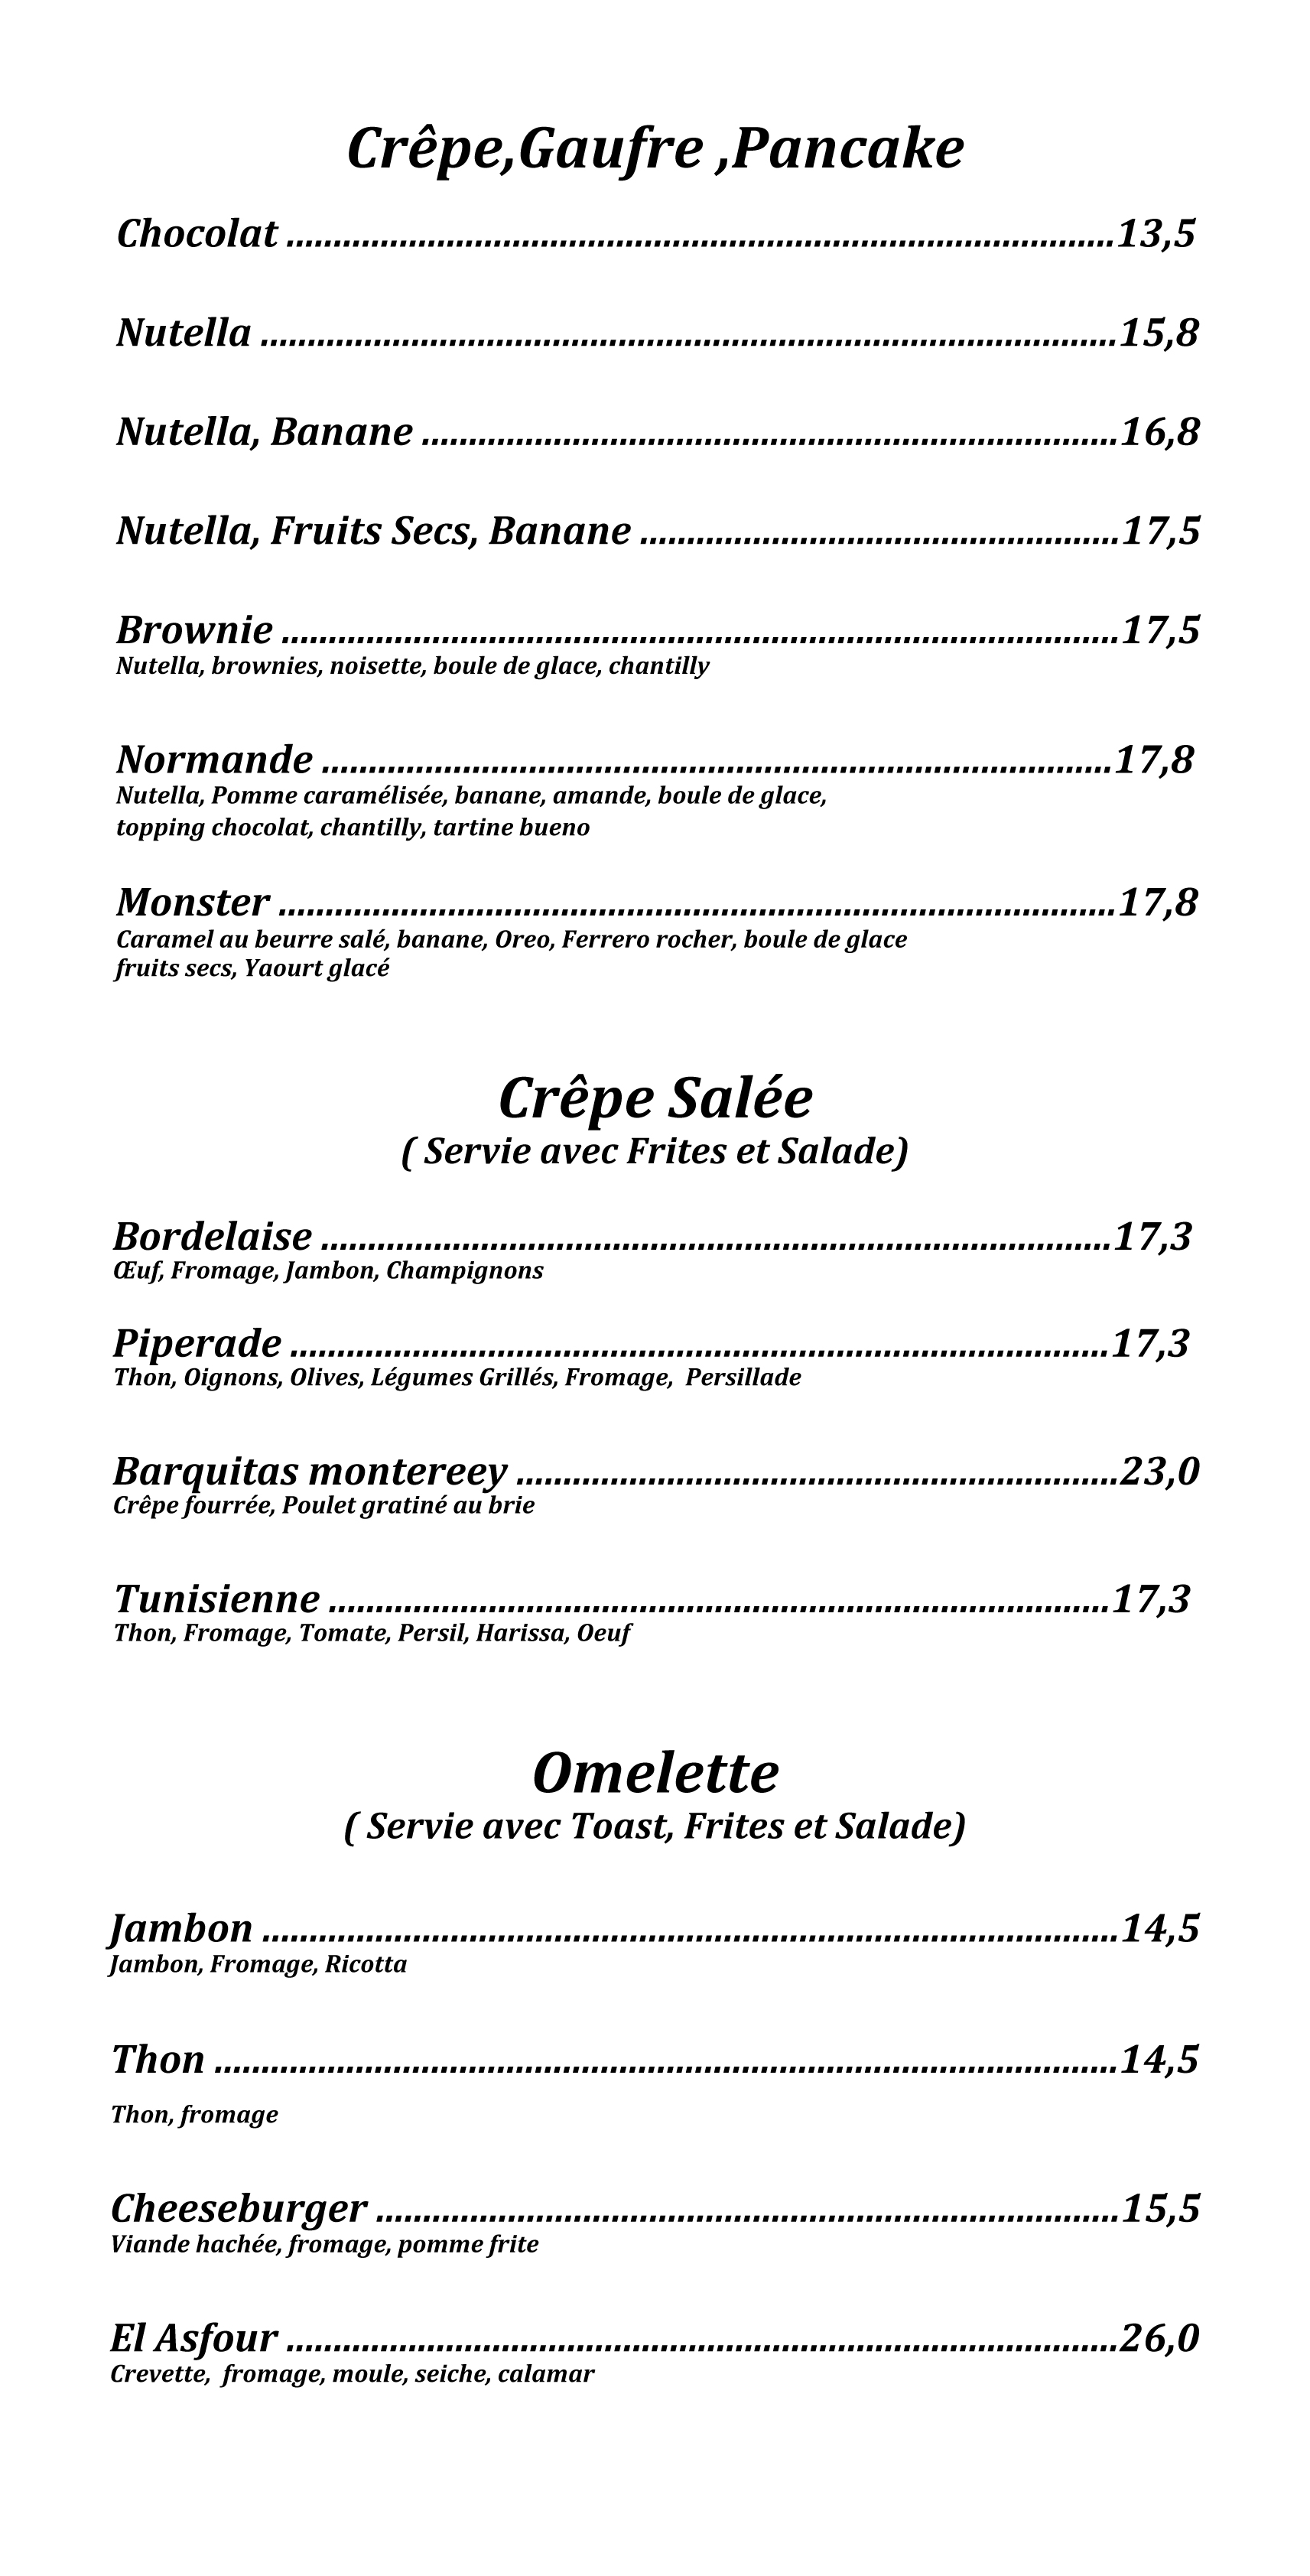 Crêpe,Gaufre ,Pancake
Chocolat ........................................................................................13,5
Nutella ...........................................................................................15,8
Nutella, Banane ..........................................................................16,8
Nutella, Fruits Secs, Banane ...................................................17,5
Brownie .........................................................................................17,5
Nutella, brownies, noisette, boule de glace, chantilly
Normande ....................................................................................17,8
Nutella, Pomme caramélisée, banane, amande, boule de glace,
topping chocolat, chantilly, tartine bueno
Monster .........................................................................................17,8
Caramel au beurre salé, banane, Oreo, Ferrero rocher, boule de glace
fruits secs, Yaourt glacé
Crêpe Salée
( Servie avec Frites et Salade)
Bordelaise ....................................................................................17,3
Œuf, Fromage, Jambon, Champignons
Piperade .......................................................................................17,3
Thon, Oignons, Olives, Légumes Grillés, Fromage,  Persillade
Barquitas montereey ................................................................23,0
Crêpe fourrée, Poulet gratiné au brie
Tunisienne ...................................................................................17,3
Thon, Fromage, Tomate, Persil, Harissa, Oeuf
Omelette
( Servie avec Toast, Frites et Salade)
Jambon ...........................................................................................14,5
Jambon, Fromage, Ricotta
Thon ................................................................................................14,5
Thon, fromage
Cheeseburger ...............................................................................15,5
Viande hachée, fromage, pomme frite
El Asfour ........................................................................................26,0
Crevette,  fromage, moule, seiche, calamar